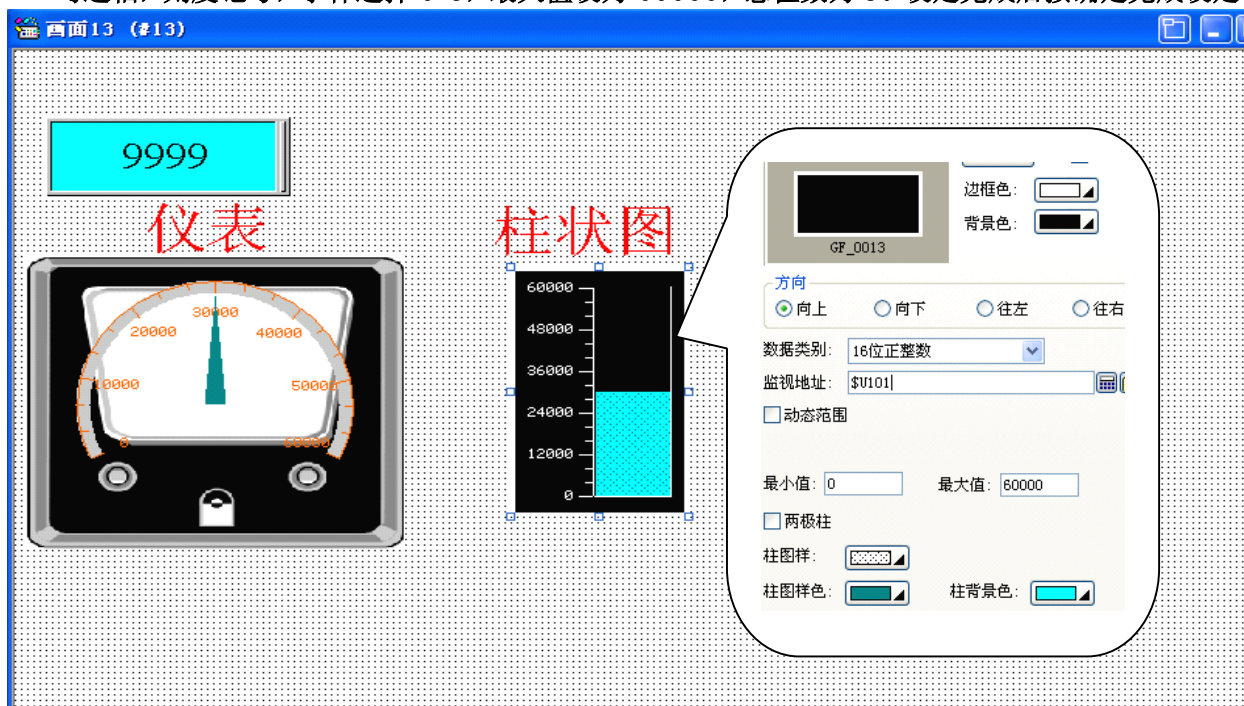 画面13 (#13)
9999
仪表
柱状图
0
10000
20000
30000
40000
50000
60000
60000
48000
36000
24000
12000
0
边框色:
背景色:
GF_0013
方向
向上 向下 往左 往右
数据类别: 16位正整数
监视地址: $U101
动态范围
最小值: 0 最大值: 60000
两极柱
柱图样:
柱图样色: 柱背景色: